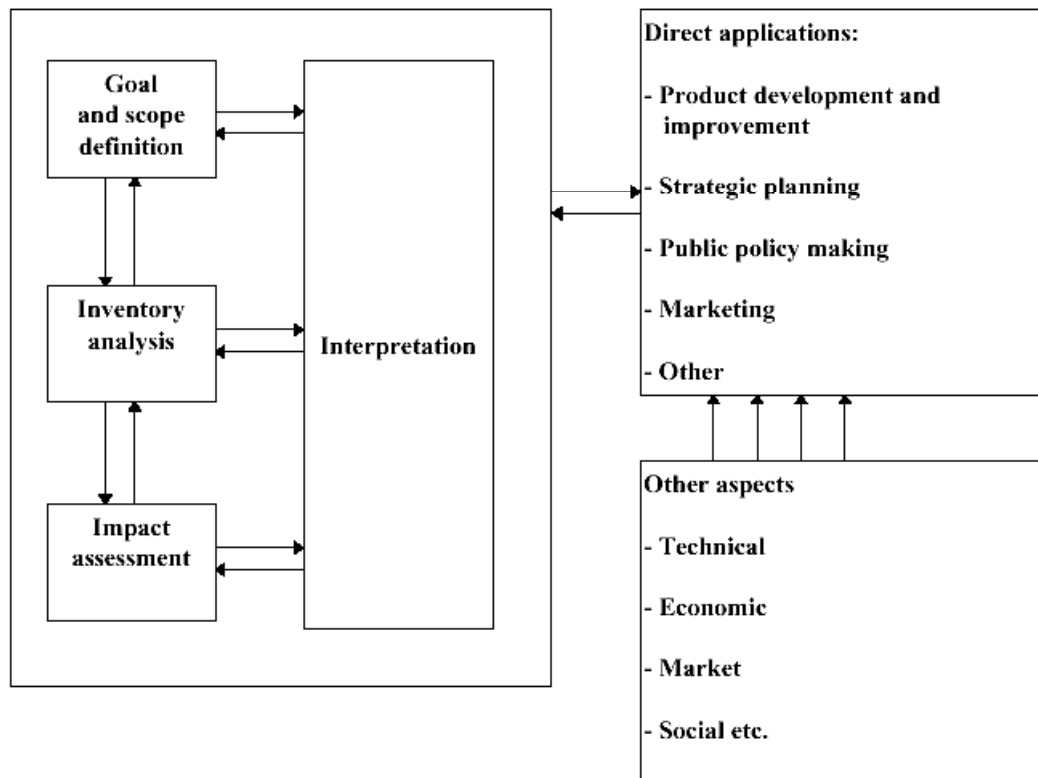 Goal
and scope
definition
Inventory
analysis
Impact
assessment
Interpretation
Direct applications:
- Product development and
improvement
- Strategic planning
- Public policy making
- Marketing
- Other
Other aspects
- Technical
- Economic
- Market
- Social etc.